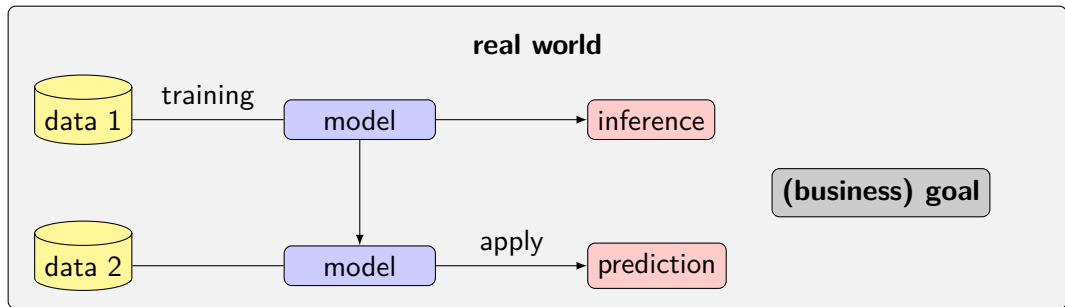 real world
training
data 1
model
inference
(business) goal
apply
data 2
model
prediction